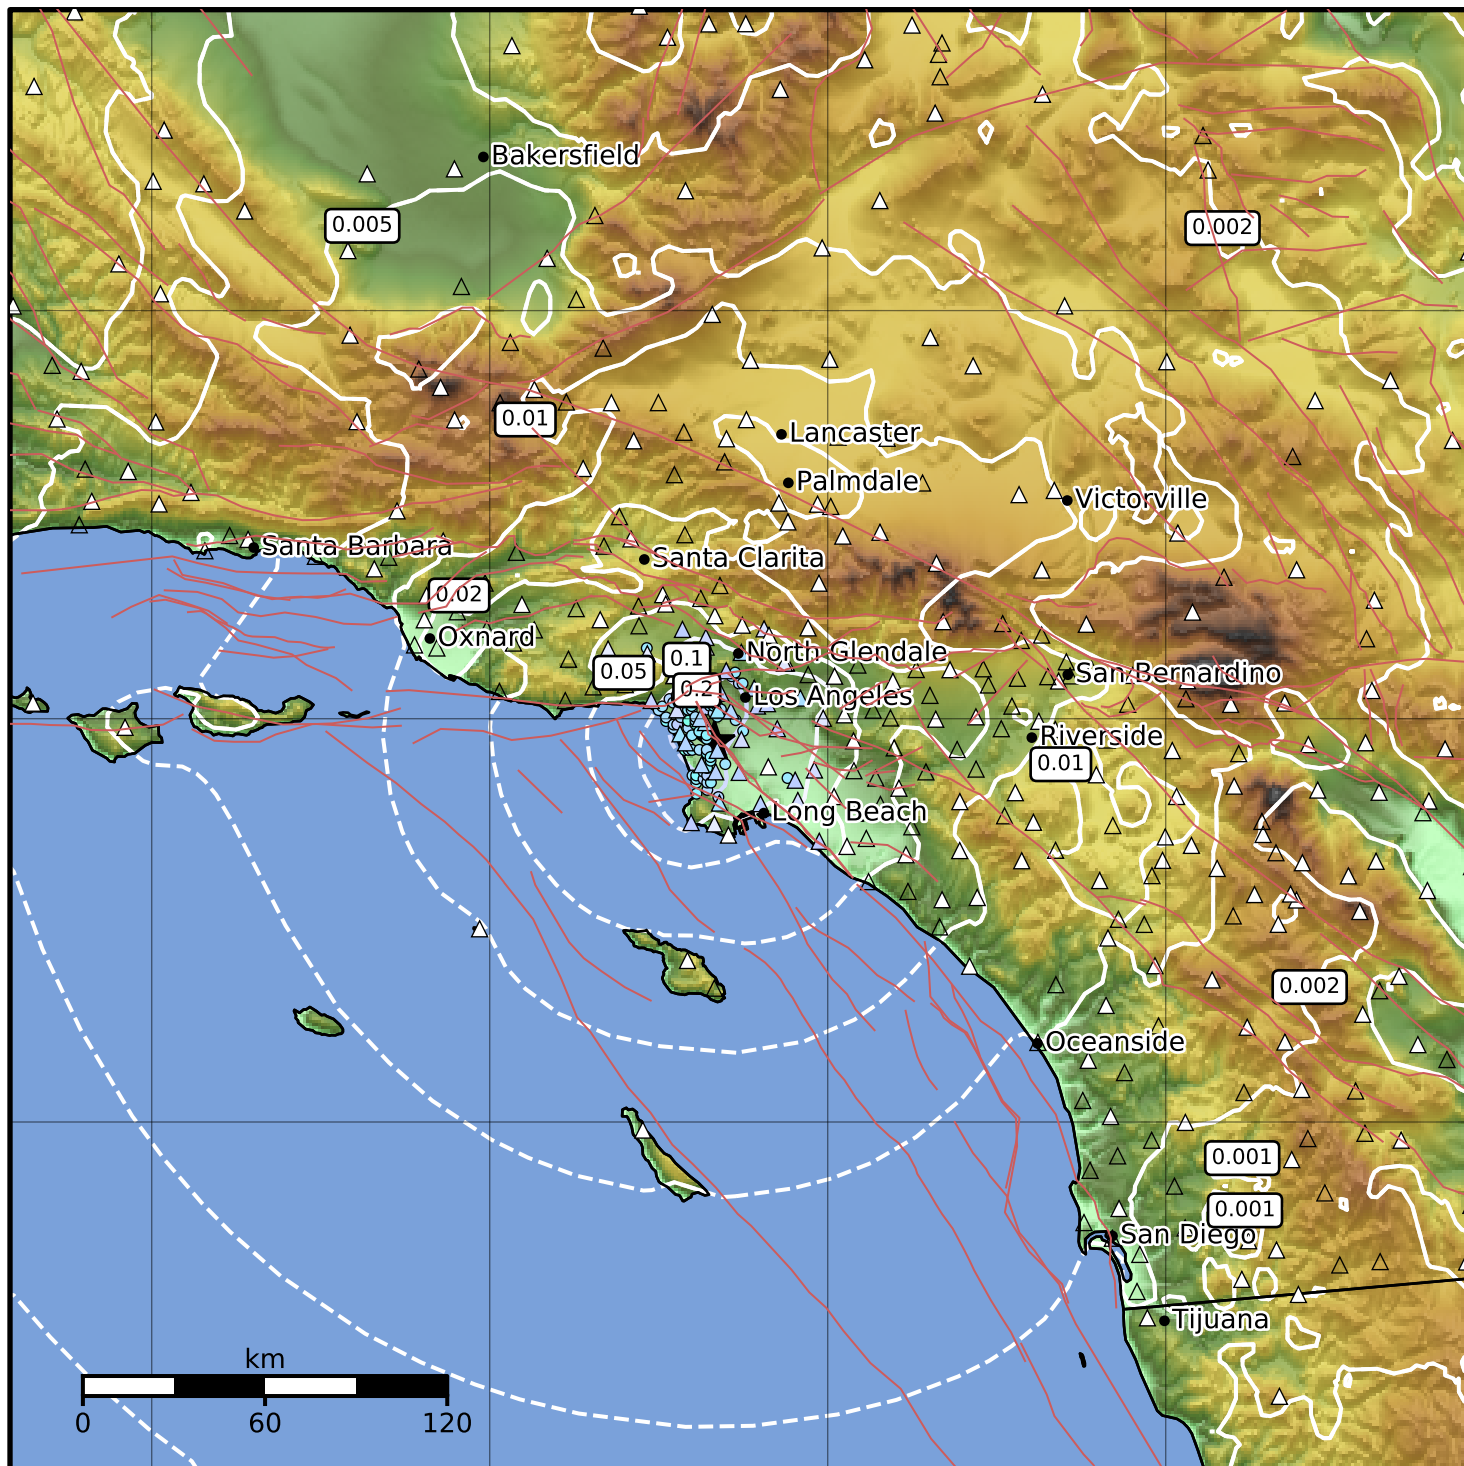 Bakersfield
0.005
0.002
0.01
Lancaster
Palmdale
Victorville
Santa Barbara
Santa Clarita
0.02
Oxnard
North Glendale
0.1
0.05
San Bernardino
0.2
Los Angeles
Riverside
0.01
Long Beach
0.002
Oceanside
0.001
0.001
San Diego
Tijuana
km
0 60 120